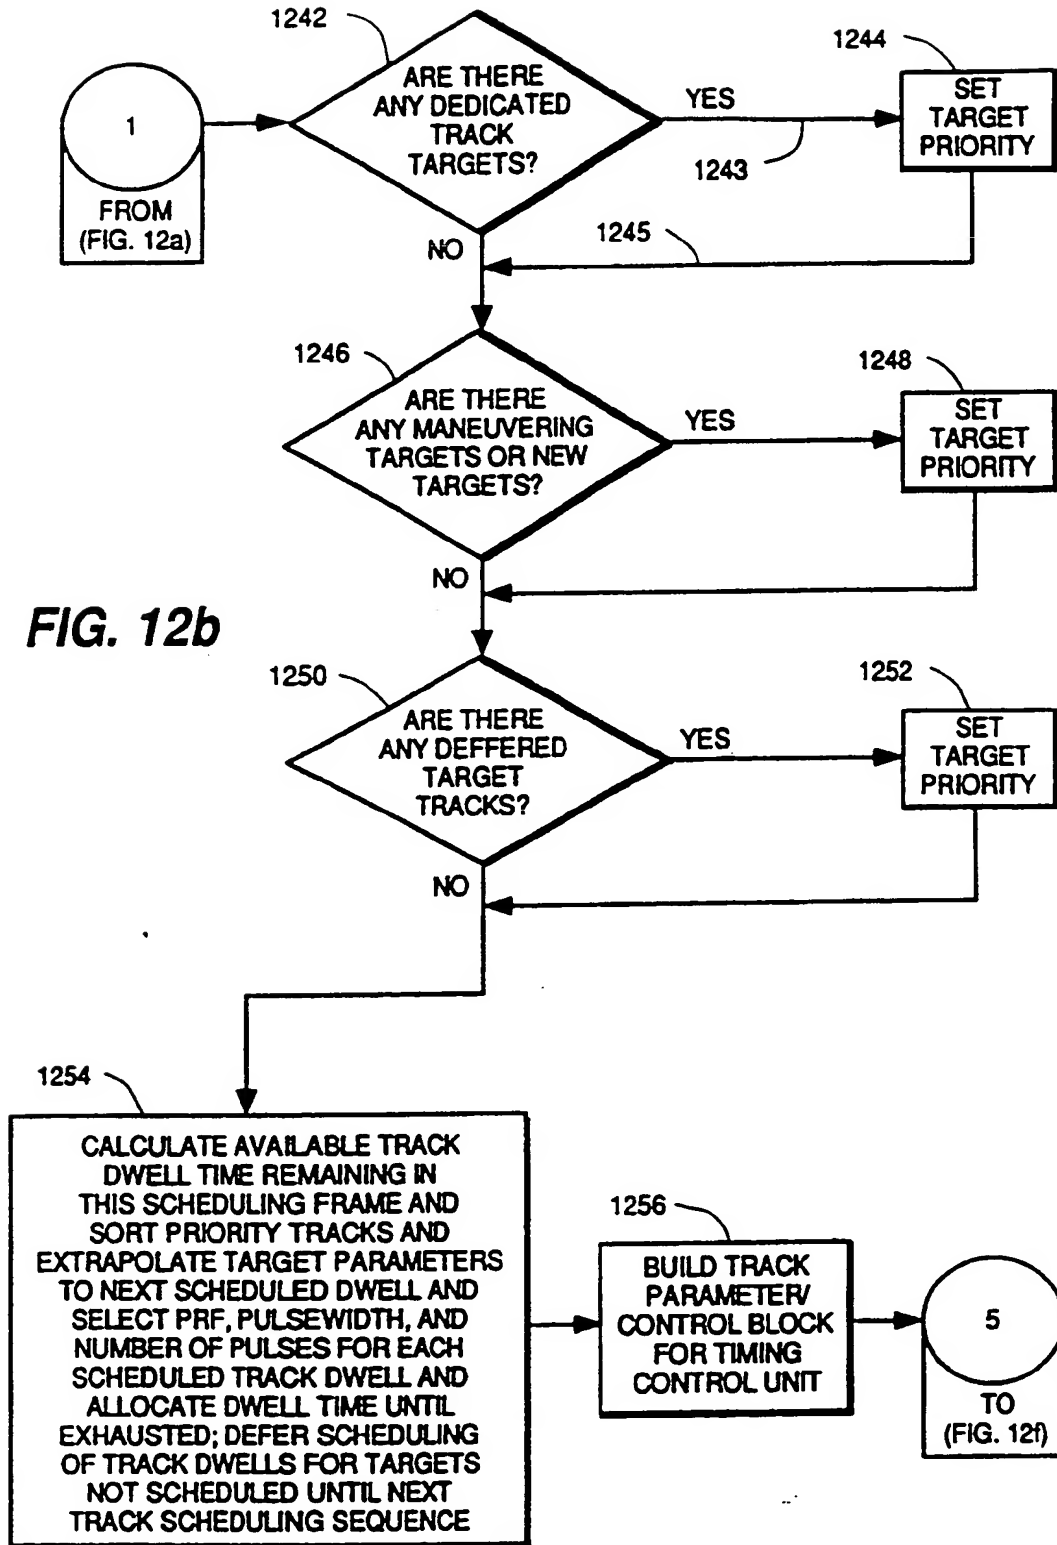 1242
1244
1
ARE THERE
ANY DEDICATED
TRACK
TARGETS?
YES
1243
SET
TARGET
PRIORITY
FROM
(FIG. 12a)
NO
1245
1246
1248
ARE THERE
ANY MANEUVERING
TARGETS OR NEW
TARGETS?
YES
SET
TARGET
PRIORITY
NO
FIG. 12b
1250
1252
ARE THERE
ANY DEFFERED
TARGET
TRACKS?
YES
SET
TARGET
PRIORITY
NO
1254
CALCULATE AVAILABLE TRACK
DWELL TIME REMAINING IN
THIS SCHEDULING FRAME AND
SORT PRIORITY TRACKS AND
EXTRAPOLATE TARGET PARAMETERS
TO NEXT SCHEDULED DWELL AND
SELECT PRF, PULSEWIDTH, AND
NUMBER OF PULSES FOR EACH
SCHEDULED TRACK DWELL AND
ALLOCATE DWELL TIME UNTIL
EXHAUSTED; DEFER SCHEDULING
OF TRACK DWELLS FOR TARGETS
NOT SCHEDULED UNTIL NEXT
TRACK SCHEDULING SEQUENCE
1256
BUILD TRACK
PARAMETER/
CONTROL BLOCK
FOR TIMING
CONTROL UNIT
5
TO
(FIG. 12f)